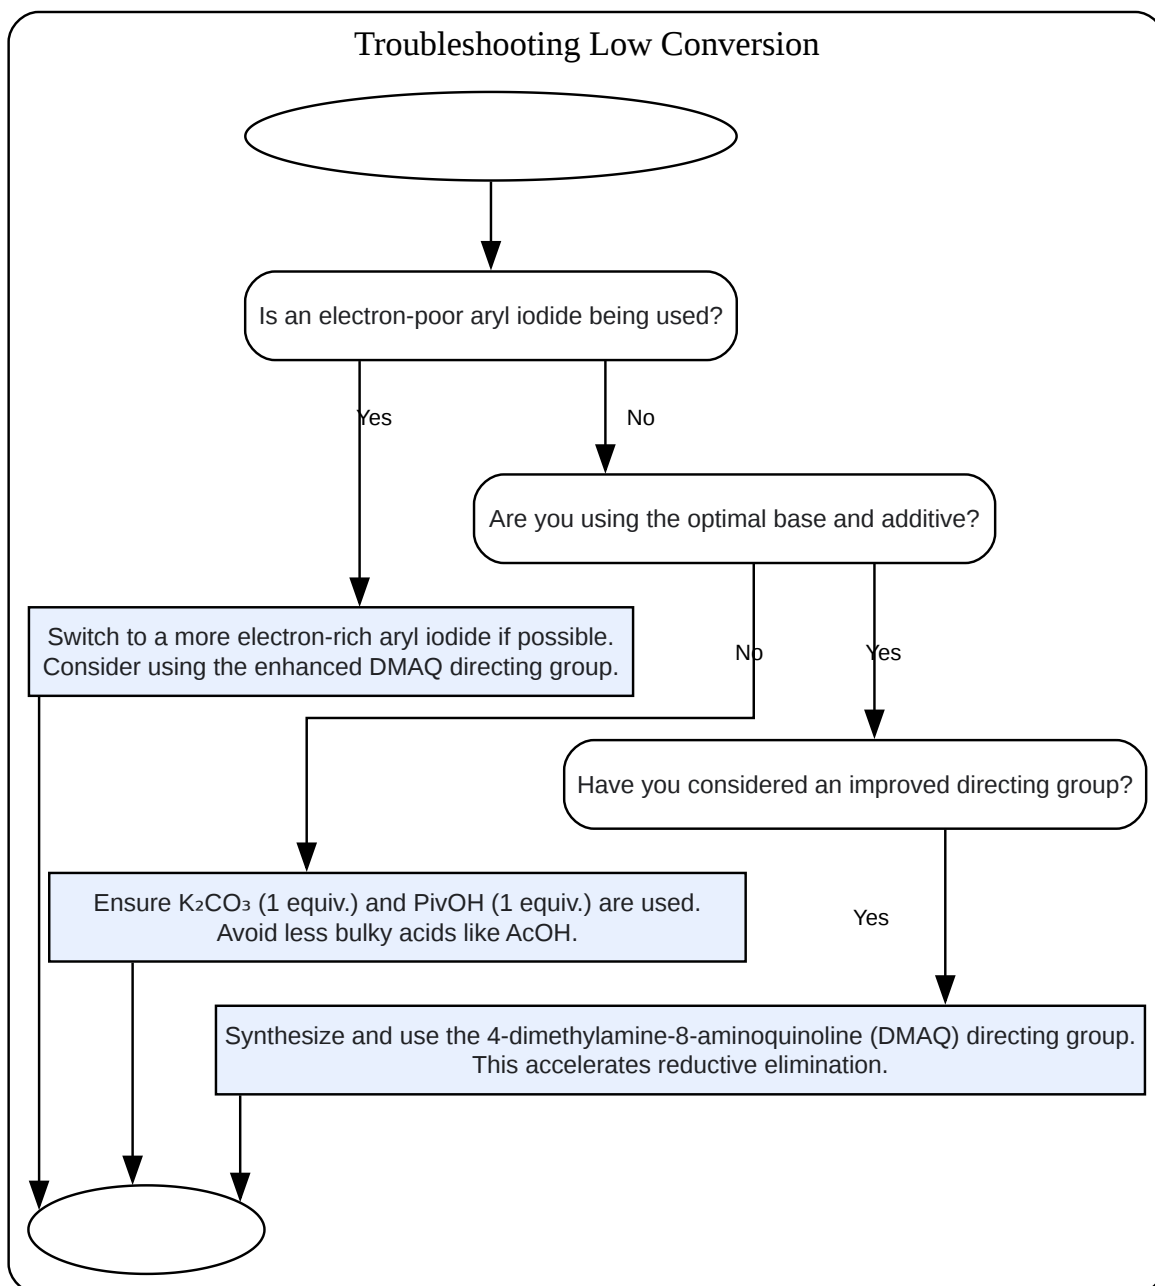 Troubleshooting Low Conversion
Is an electron-poor aryl iodide being used?
Yes
No
Are you using the optimal base and additive?
Switch to a more electron-rich aryl iodide if possible.
Consider using the enhanced DMAQ directing group.
No
Yes
Have you considered an improved directing group?
Ensure K₂CO₃ (1 equiv.) and PivOH (1 equiv.) are used.
Avoid less bulky acids like AcOH.
Yes
Synthesize and use the 4-dimethylamine-8-aminoquinoline (DMAQ) directing group.
This accelerates reductive elimination.